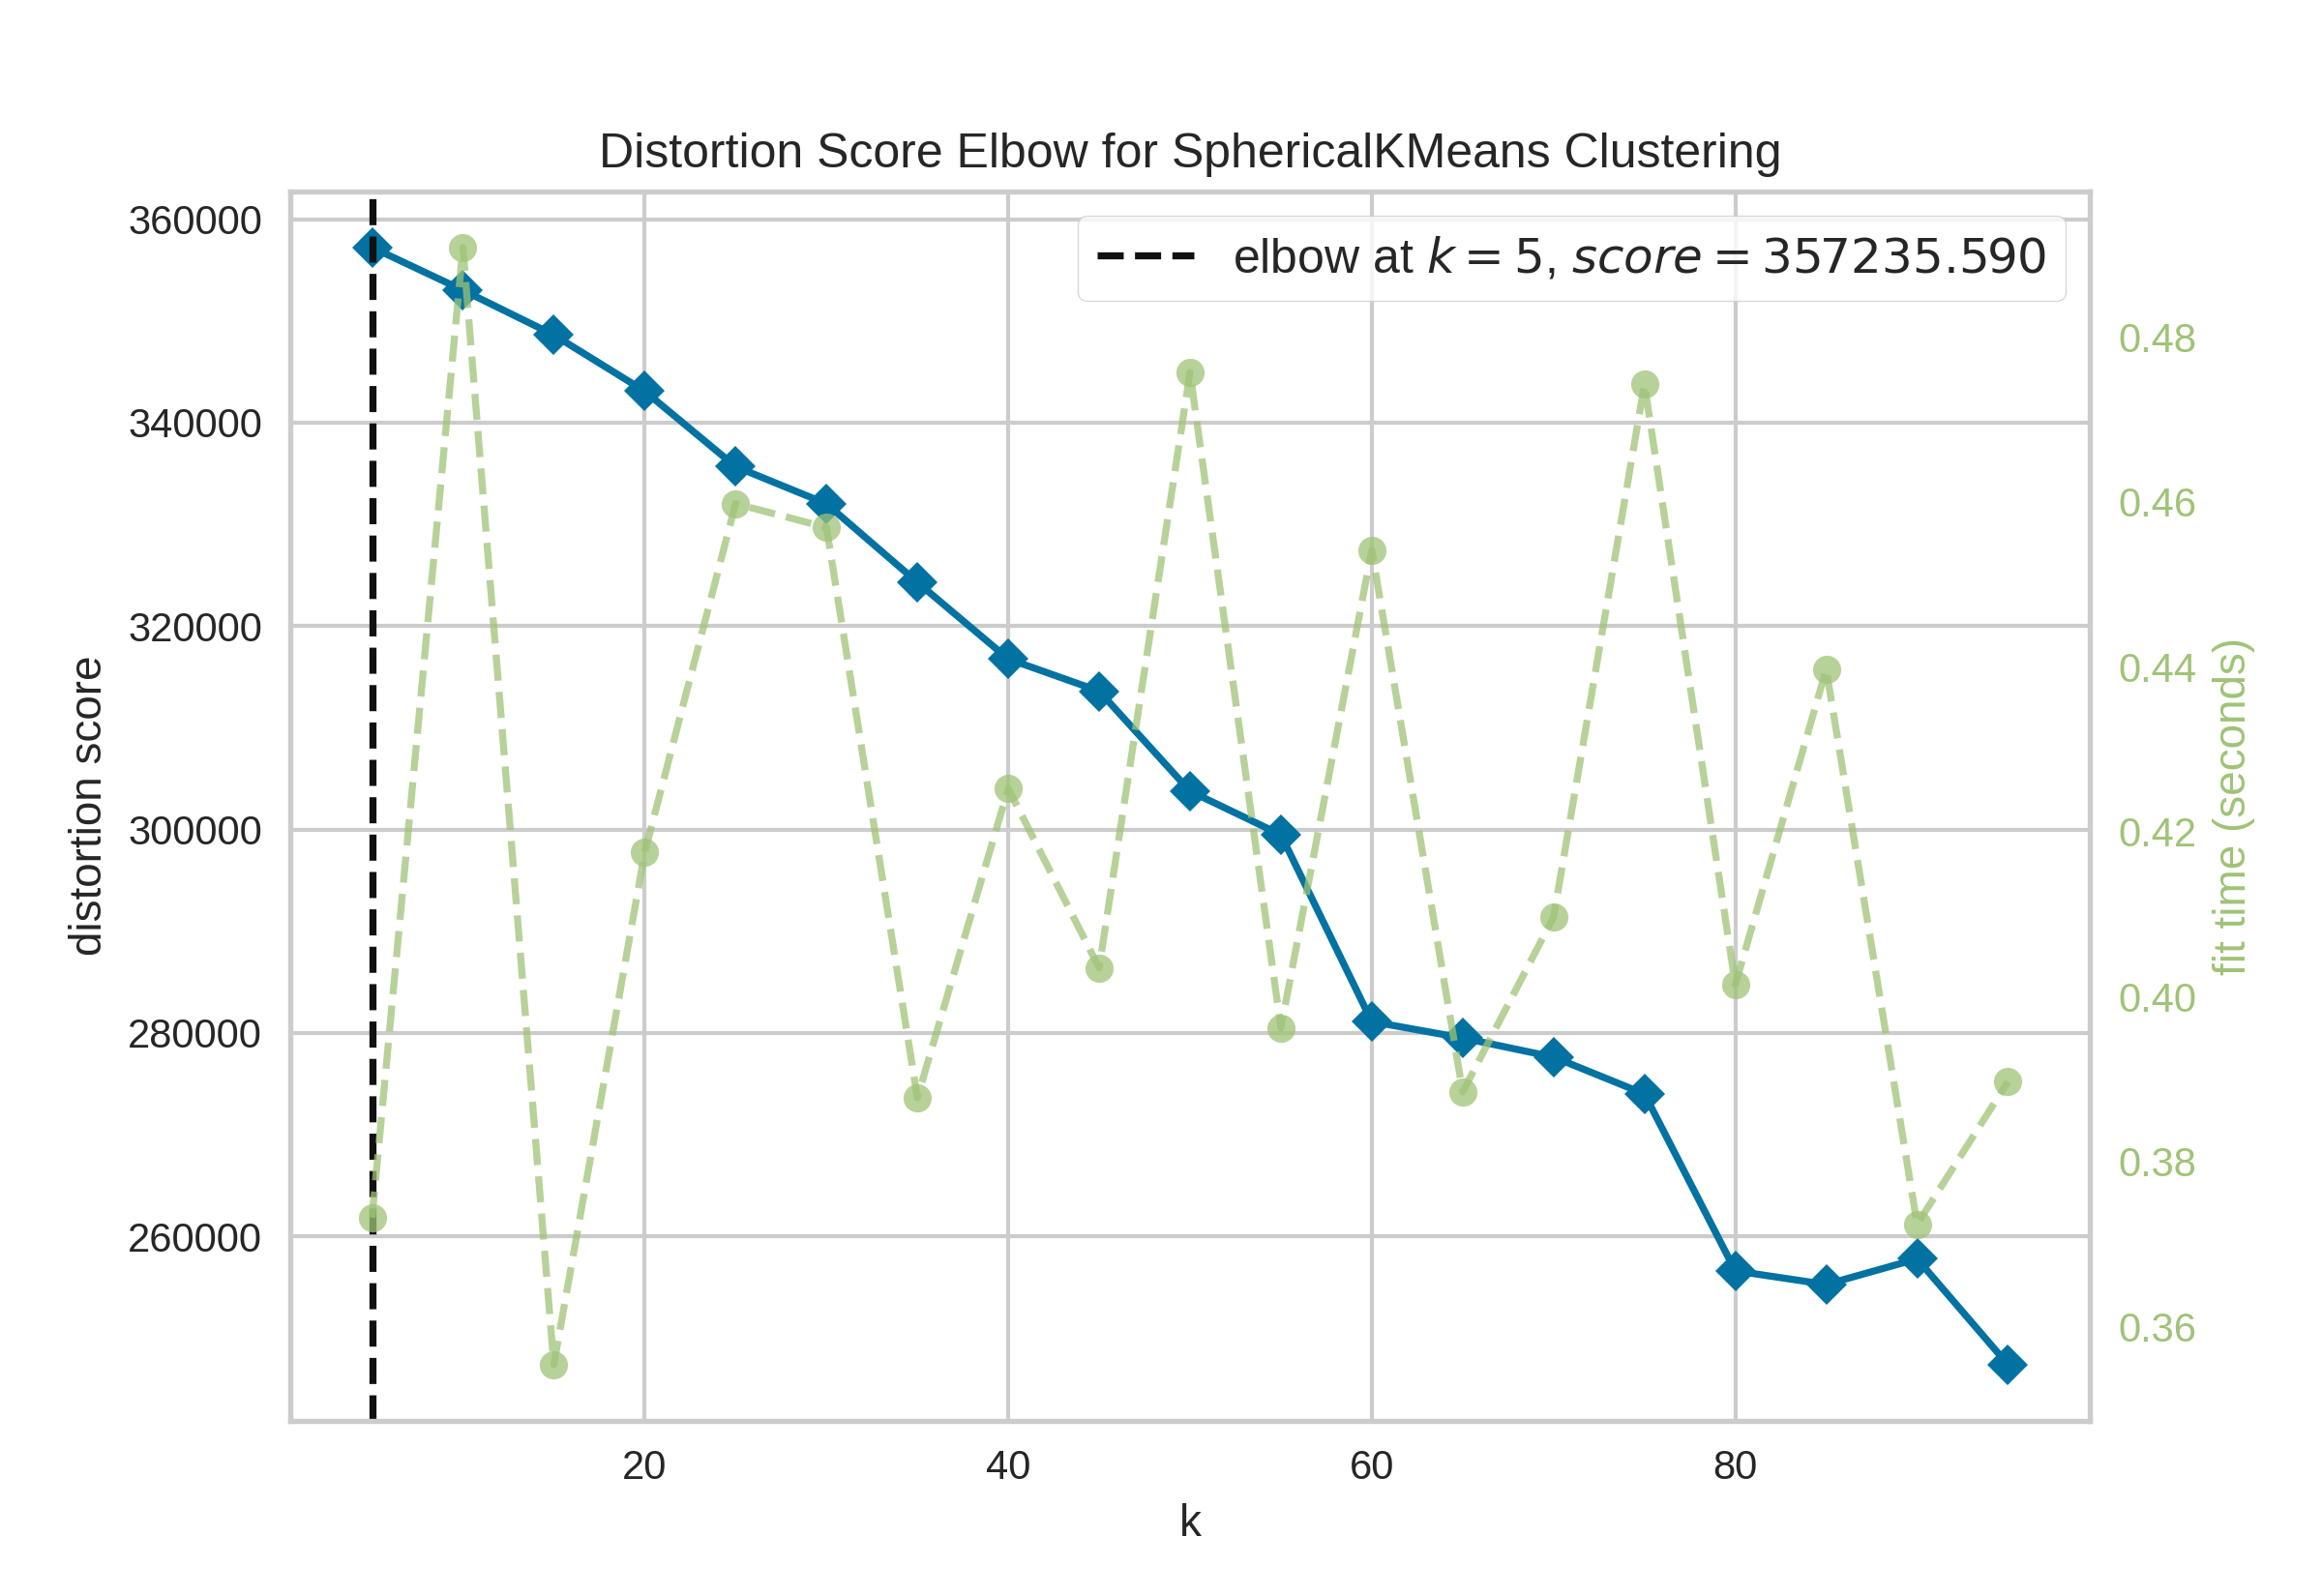 Distortion Score Elbow for SphericalKMeans Clustering
elbow at k = 5, score = 357235.590
distortion score
360000
340000
320000
300000
280000
260000
0.48
0.46
0.44
0.42
0.40
0.38
0.36
fit time (seconds)
20 40 60 80
k